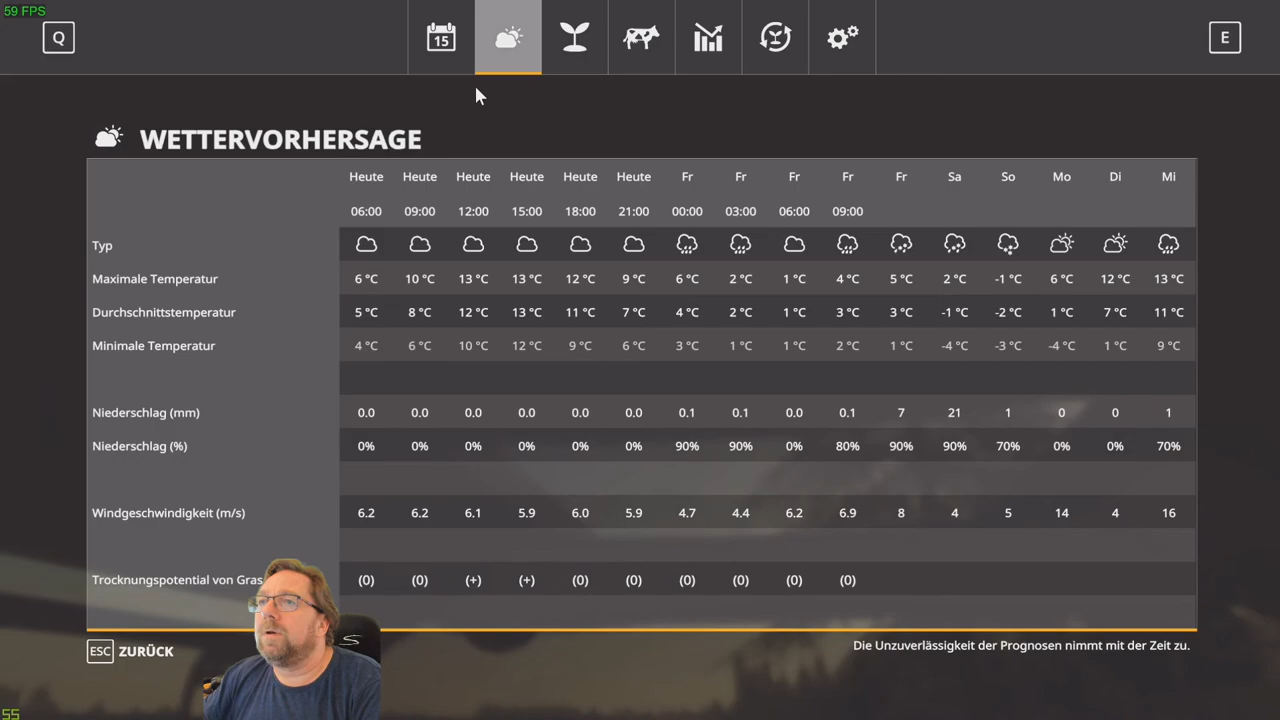 59 FPS
Q
15
E
WETTERVORHERSAGE
Heute Heute Heute Heute Heute Heute Fr Fr Fr Fr Fr Sa So Mo Di Mi
06:00 09:00 12:00 15:00 18:00 21:00 00:00 03:00 06:00 09:00
Typ
Maximale Temperatur 6 °C 10 °C 13 °C 13 °C 12 °C 9 °C 6 °C 2 °C 1 °C 4 °C 5 °C 2 °C -1 °C 6 °C 12 °C 13 °C
Durchschnittstemperatur 5 °C 8 °C 12 °C 13 °C 11 °C 7 °C 4 °C 2 °C 1 °C 3 °C 3 °C -1 °C -2 °C 1 °C 7 °C 11 °C
Minimale Temperatur 4 °C 6 °C 10 °C 12 °C 9 °C 6 °C 3 °C 1 °C 1 °C 2 °C 1 °C -4 °C -3 °C -4 °C 1 °C 9 °C
Niederschlag (mm) 0.0 0.0 0.0 0.0 0.0 0.0 0.1 0.1 0.0 0.1 7 21 1 0 0 1
Niederschlag (%) 0% 0% 0% 0% 0% 0% 90% 90% 0% 80% 90% 90% 70% 0% 0% 70%
Windgeschwindigkeit (m/s) 6.2 6.2 6.1 5.9 6.0 5.9 4.7 4.4 6.2 6.9 8 4 5 14 4 16
Trocknungspotential von Gras (0) (0) (+) (+) (0) (0) (0) (0) (0) (0)
ESC ZURÜCK
Die Unzuverlässigkeit der Prognosen nimmt mit der Zeit zu.
55